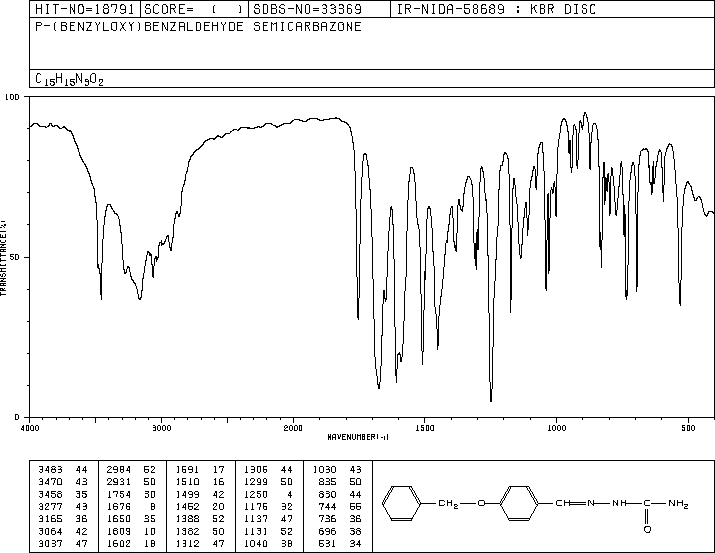 HIT-NO=18791 SCORE= ( ) SDBS-NO=33369 IR-NIDA-58689 : KBR DISC
P-(BENZYLOXY)BENZALDEHYDE SEMICARBAZONE
C15H15N3O2
100
TRANSMITTANCE(%)
50
0
4000 3000 2000 1500 1000 500
WAVENUMBER(-1)
3483 44 2984 52 1591 17 1306 44 1030 43
3470 43 2931 50 1510 16 1299 50 835 50
3458 35 1754 30 1499 42 1250 4 830 44
3277 43 1676 8 1452 20 1176 32 744 55
3165 36 1650 35 1388 52 1137 47 736 36
3064 42 1609 10 1382 50 1131 52 696 38
3037 47 1602 18 1312 47 1040 38 531 34
CH2 O CH=N NH C NH2
O